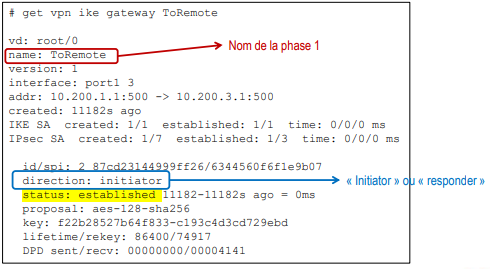 # get vpn ike gateway ToRemote
vd: root/0
name: ToRemote
Nom de la phase 1
version: 1
interface: port1 3
addr: 10.200.1.1:500 -> 10.200.3.1:500
created: 11182s ago
IKE SA created: 1/1 established: 1/1 time: 0/0/0 ms
IPsec SA created: 1/7 established: 1/3 time: 0/0/0 ms
id/spi: 2 87cd23144999ff26/6344560f6f1e9b07
direction: initiator
« Initiator » ou « responder »
status: established 11182-11182s ago = 0ms
proposal: aes-128-sha256
key: f22b28527b64f833-c193c4d3cd729ebd
lifetime/rekey: 86400/74917
DPD sent/recv: 00000000/00004141